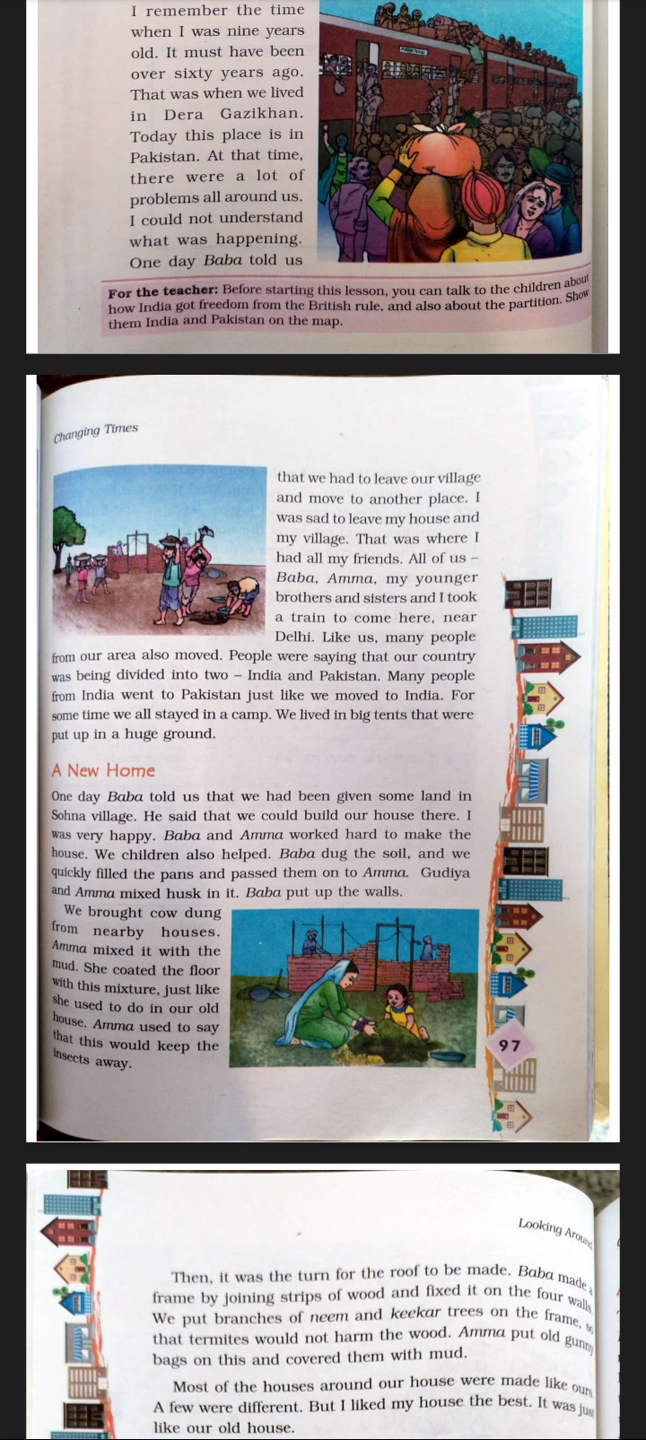 I remember the time
when I was nine years
old. It must have been
over sixty years ago.
That was when we lived
in Dera Gazikhan.
Today this place is in
Pakistan. At that time,
there were a lot of
problems all around us.
I could not understand
what was happening.
One day Baba told us
For the teacher: Before starting this lesson, you can talk to the children about
how India got freedom from the British rule, and also about the partition. Show
them India and Pakistan on the map.
Changing Times
that we had to leave our village
and move to another place. I
was sad to leave my house and
my village. That was where I
had all my friends. All of us –
Baba, Amma, my younger
brothers and sisters and I took
a train to come here, near
Delhi. Like us, many people
from our area also moved. People were saying that our country
was being divided into two – India and Pakistan. Many people
from India went to Pakistan just like we moved to India. For
some time we all stayed in a camp. We lived in big tents that were
put up in a huge ground.
A New Home
One day Baba told us that we had been given some land in
Sohna village. He said that we could build our house there. I
was very happy. Baba and Amma worked hard to make the
house. We children also helped. Baba dug the soil, and we
quickly filled the pans and passed them on to Amma. Gudiya
and Amma mixed husk in it. Baba put up the walls.
We brought cow dung
from nearby houses.
Amma mixed it with the
mud. She coated the floor
with this mixture, just like
she used to do in our old
house. Amma used to say
that this would keep the
insects away.
97
Looking Around
Then, it was the turn for the roof to be made. Baba made a
frame by joining strips of wood and fixed it on the four walls.
We put branches of neem and keekar trees on the frame, so
that termites would not harm the wood. Amma put old gunny
bags on this and covered them with mud.
Most of the houses around our house were made like ours.
A few were different. But I liked my house the best. It was just
like our old house.